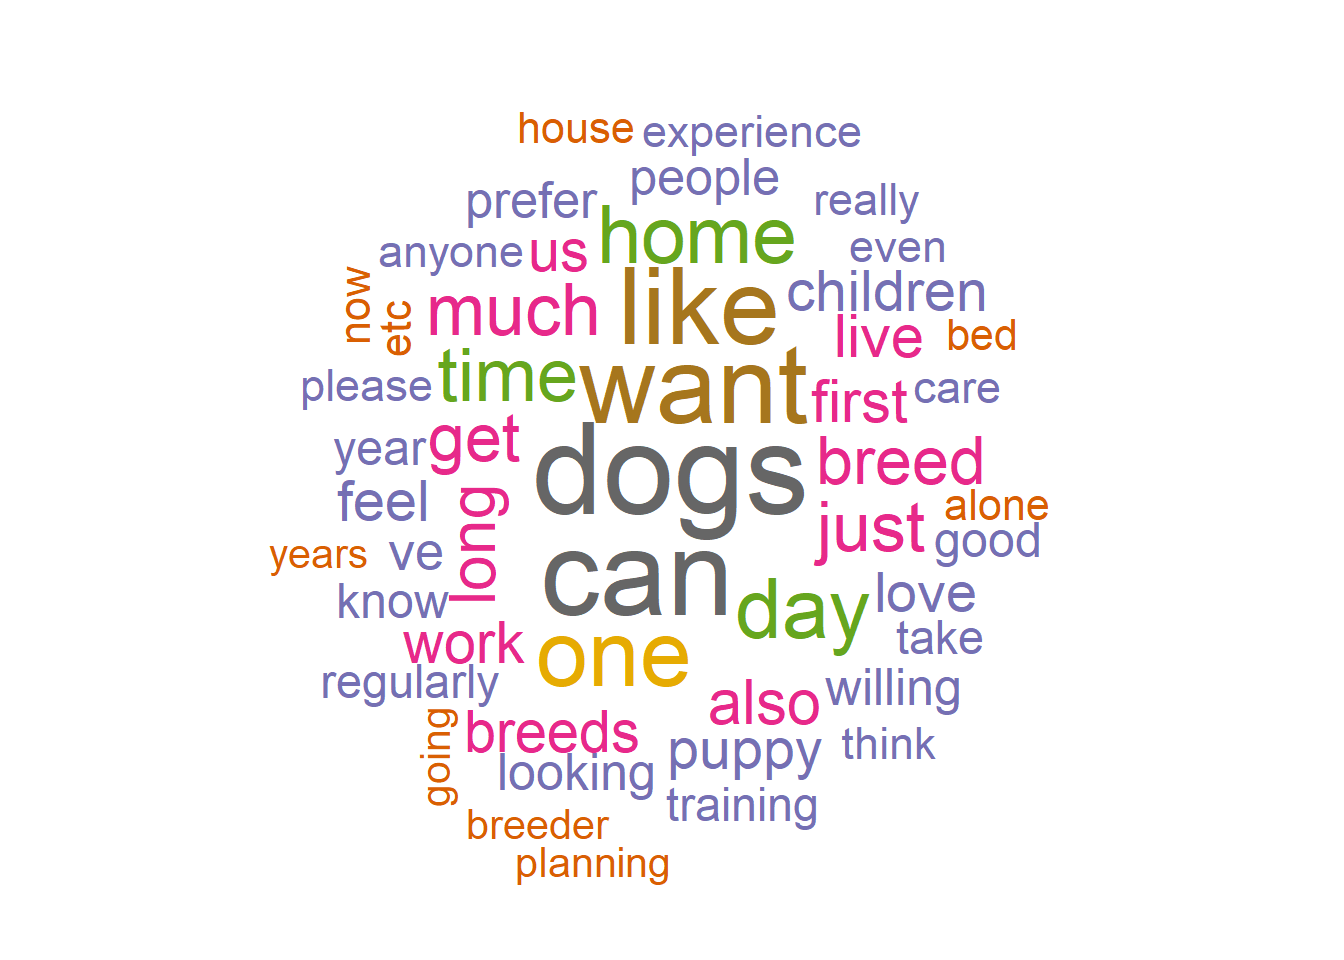 house experience
people
prefer
really
home
anyone
us
even
now
etc
much
like
children
live
bed
please
time
want
first
care
year
get
dogs
breed
feel
long
just
alone
good
years
ve
can
know
day
love
take
work
one
regularly
also
willing
going
breeds
looking
puppy
think
training
breeder
planning